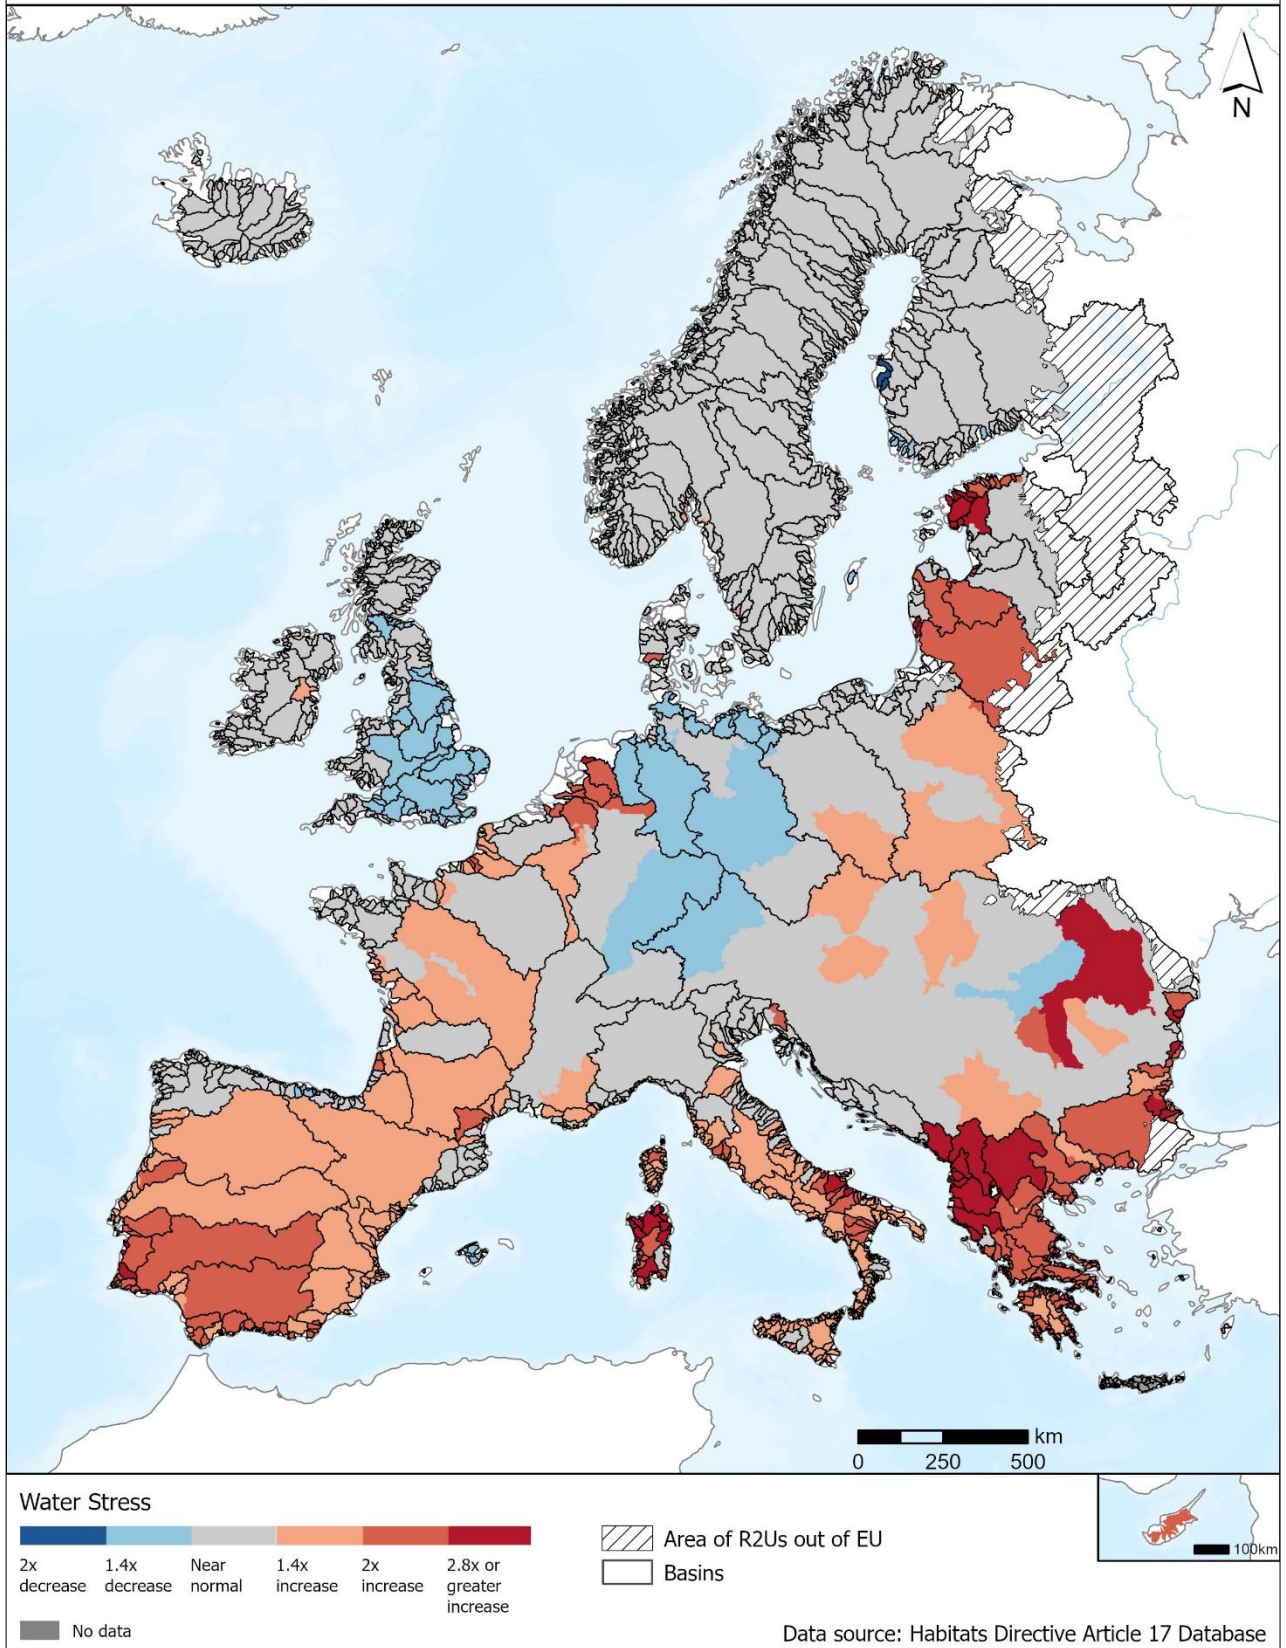 N
km
0 250 500
Water Stress
2x decrease
1.4x decrease
Near normal
1.4x increase
2x increase
2.8x or greater increase
No data
Area of R2Us out of EU
Basins
100km
Data source: Habitats Directive Article 17 Database